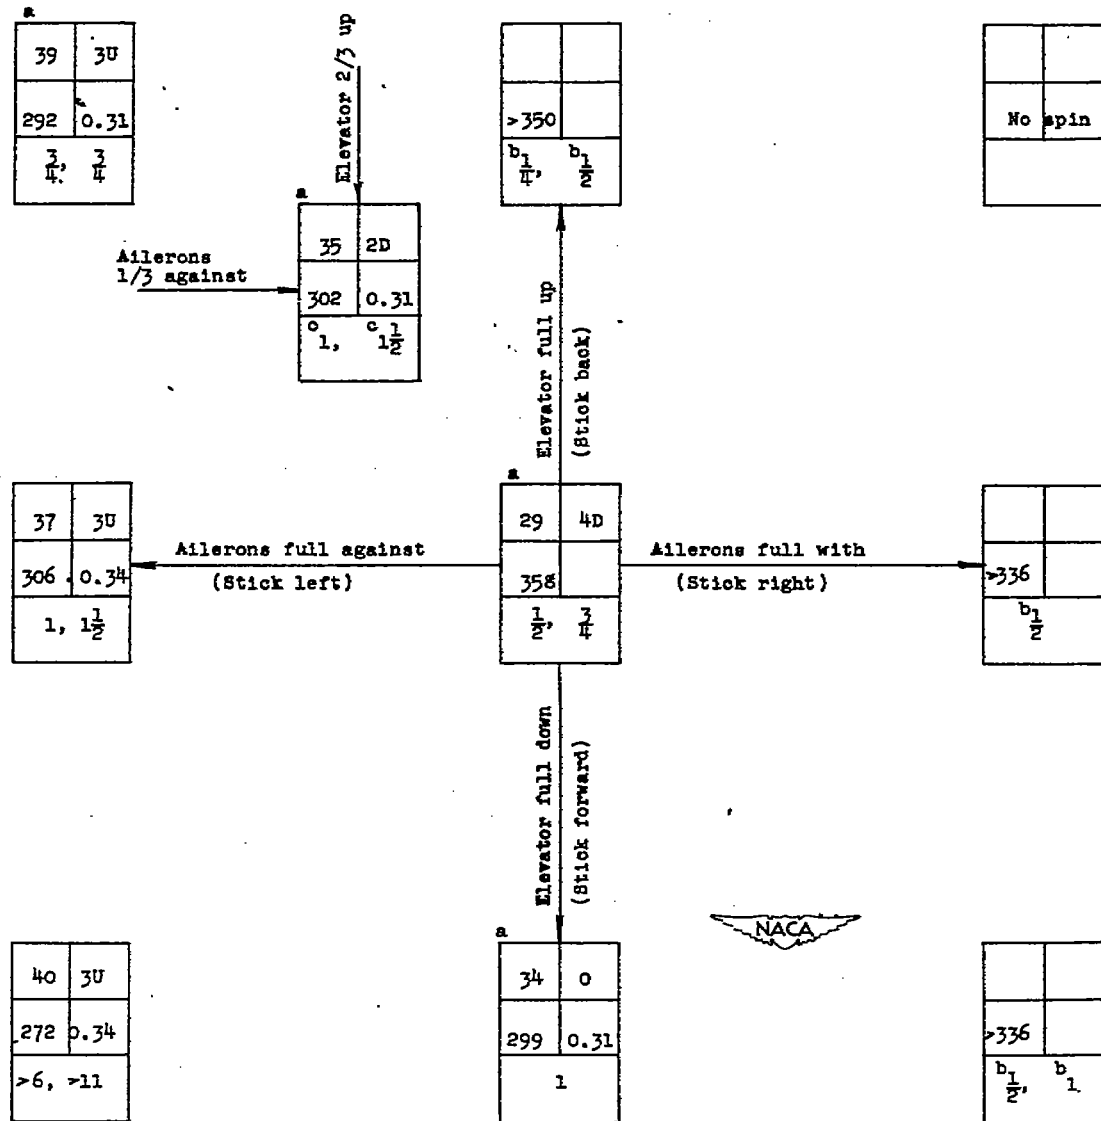 a
39 3U
292 0.31
3/4, 3/4
Elevator 2/3 up
>350
b 1/4, b 1/2
No spin
a
35 2D
302 0.31
c 1, c 1 1/2
Ailerons
1/3 against
Elevator full up
(Stick back)
37 3U
306 0.34
1, 1 1/2
Ailerons full against
(Stick left)
a
29 4D
358
1/2, 3/4
Ailerons full with
(Stick right)
>336
b 1/2
Elevator full down
(Stick forward)
NACA
40 3U
272 0.34
>6, >11
a
34 0
299 0.31
1
>336
b 1/2, b 1